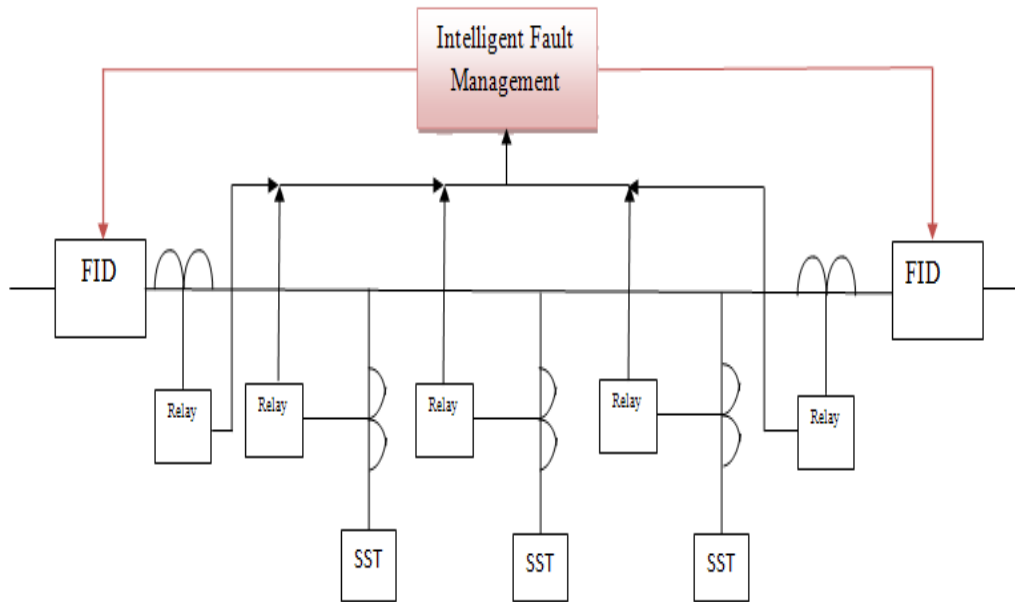 Intelligent Fault
Management
FID
FID
Relay
Relay
Relay
Relay
Relay
SST
SST
SST